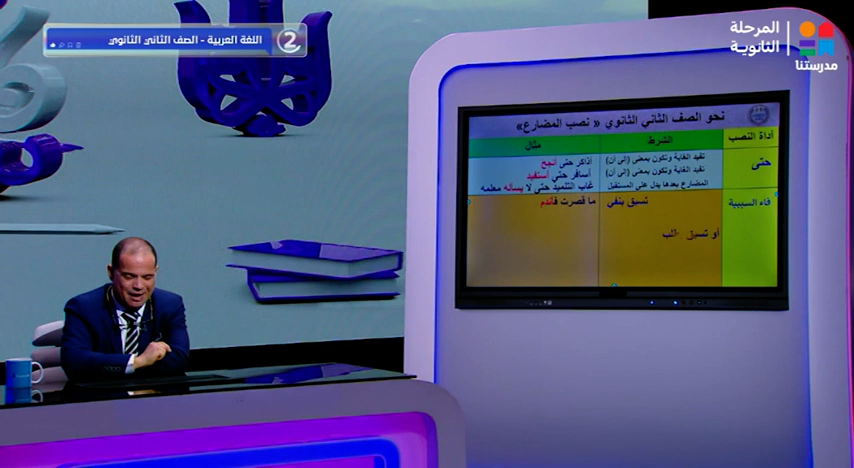 اللغة العربية - الصف الثاني الثانوي
2
المرحلة
الثانوية
مدرستنا
نحو الصف الثاني الثانوي « نصب المضارع»
أداة النصب
الشرط
مثال
حتى
تفيد الغاية وتكون بمعنى (إلى أن)
تفيد الغاية وتكون بمعنى (إلى أن)
المضارع بعدها يدل على المستقبل
أذاكر حتى أنجح
أسافر حتى أستفيد
غاب التلميذ حتى لا يسأله معلمه
فاء السببية
تسبق بنفي
أو تسبق
ما قصرت فأندم